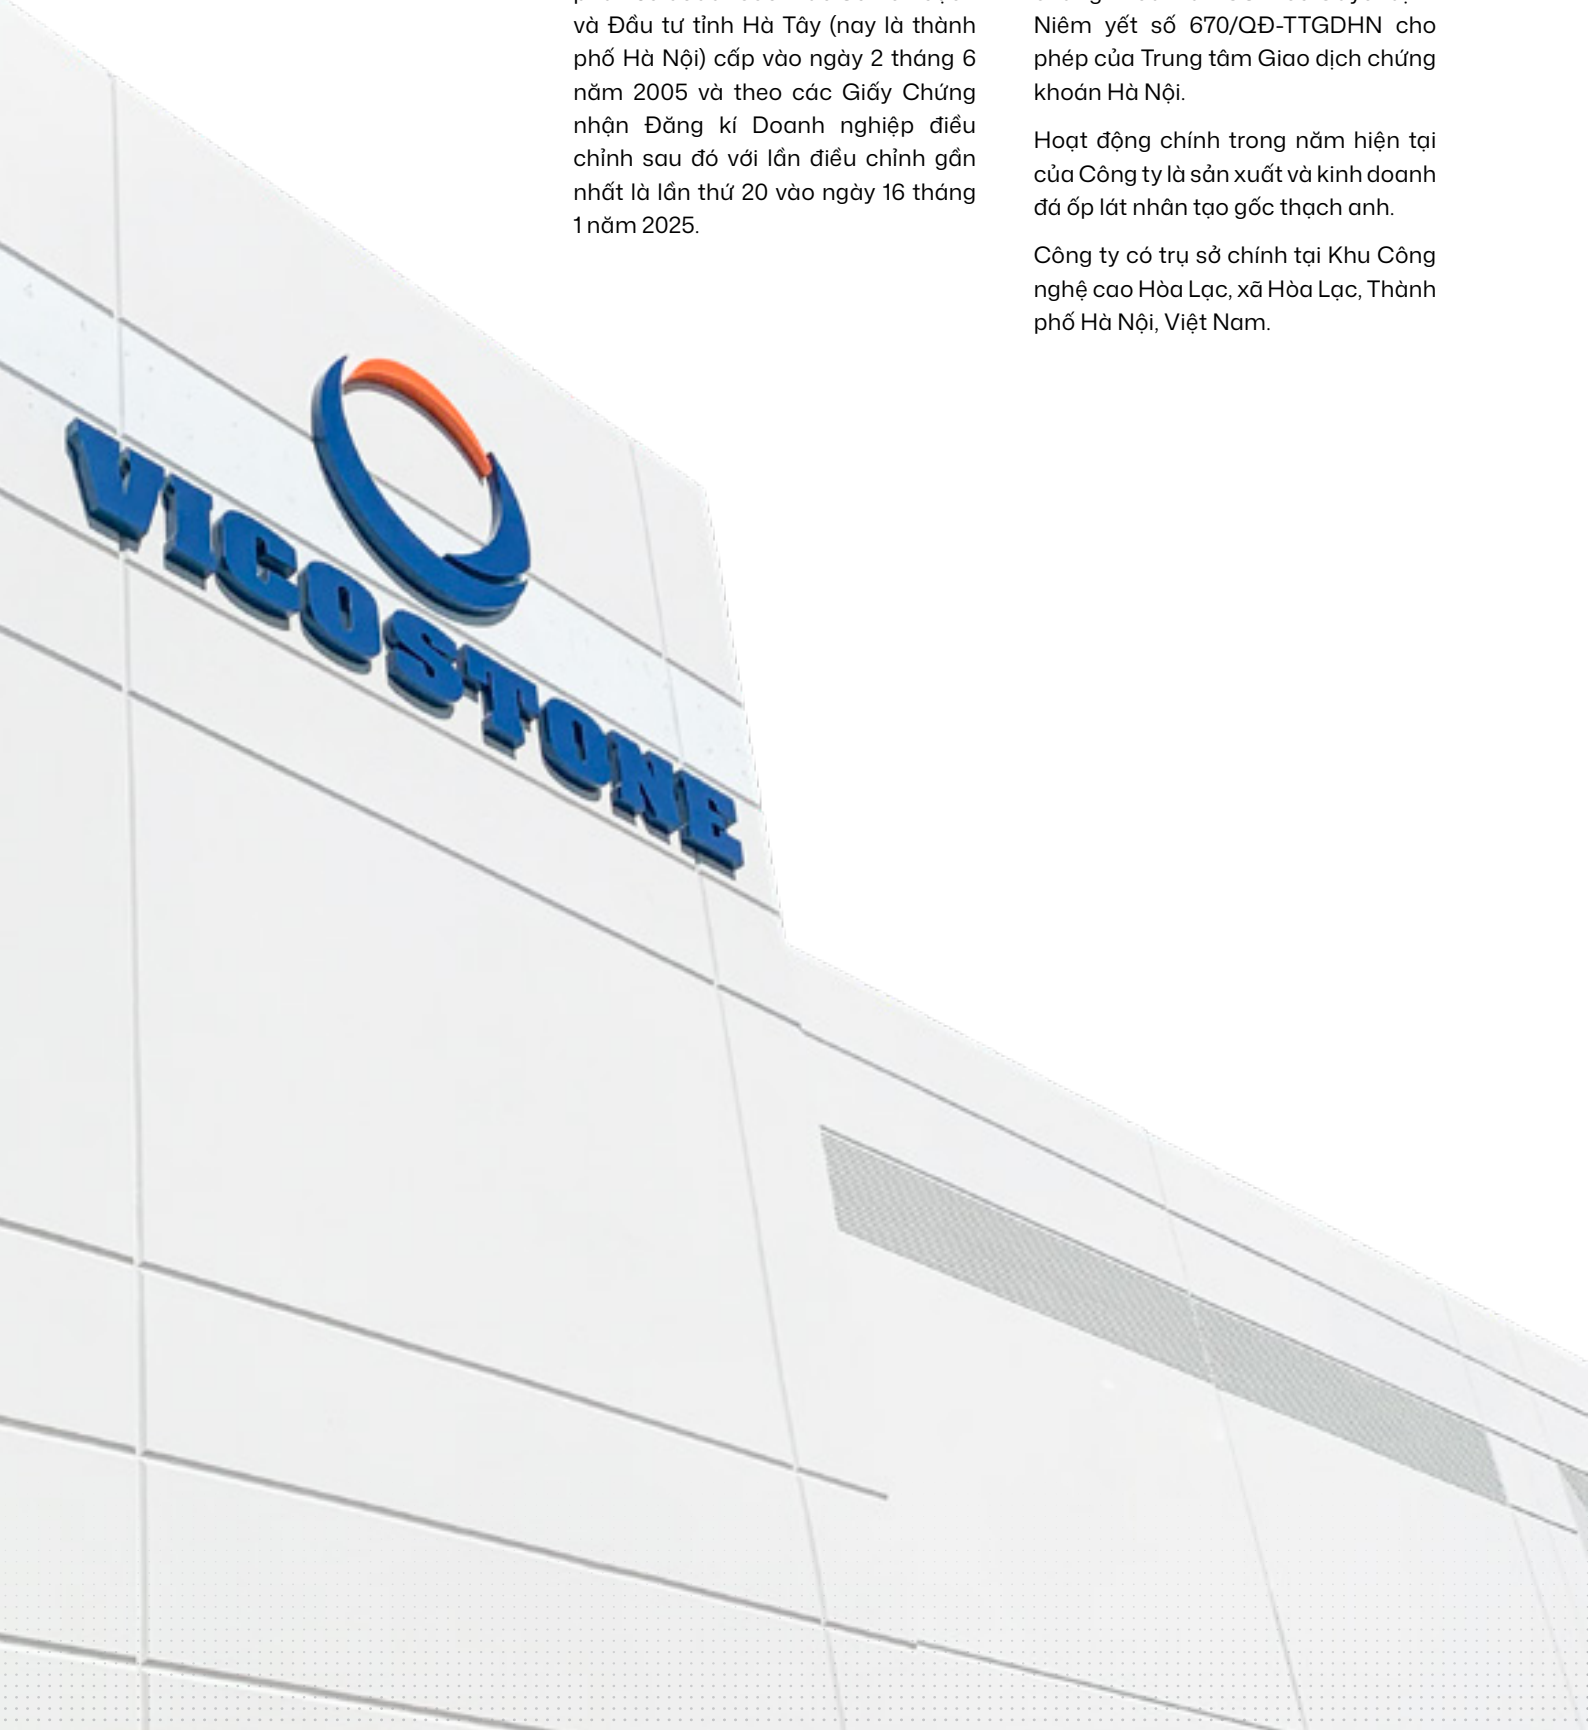 và Đầu tư tỉnh Hà Tây (nay là thành
phố Hà Nội) cấp vào ngày 2 tháng 6
năm 2005 và theo các Giấy Chứng
nhận Đăng kí Doanh nghiệp điều
chỉnh sau đó với lần điều chỉnh gần
nhất là lần thứ 20 vào ngày 16 tháng
1 năm 2025.
Niêm yết số 670/QĐ-TTGDHN cho
phép của Trung tâm Giao dịch chứng
khoán Hà Nội.
Hoạt động chính trong năm hiện tại
của Công ty là sản xuất và kinh doanh
đá ốp lát nhân tạo gốc thạch anh.
Công ty có trụ sở chính tại Khu Công
nghệ cao Hòa Lạc, xã Hòa Lạc, Thành
phố Hà Nội, Việt Nam.
VICOSTONE